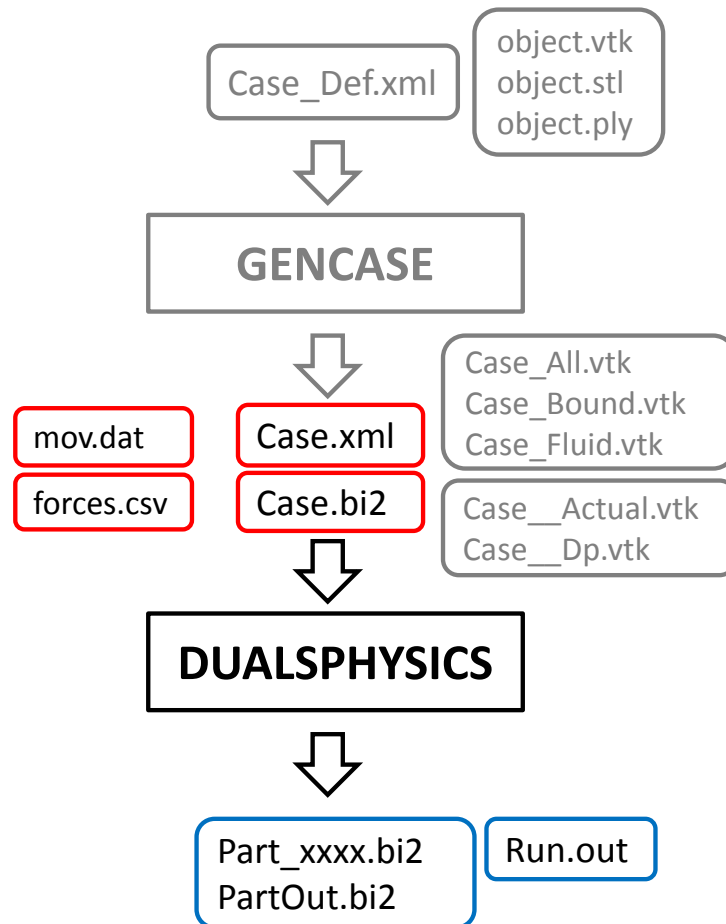 Case_Def.xml
object.vtk
object.stl
object.ply
GENCASE
Case_All.vtk
Case_Bound.vtk
Case_Fluid.vtk
mov.dat
Case.xml
forces.csv
Case.bi2
Case__Actual.vtk
Case__Dp.vtk
DUALSPHYSICS
Part_xxxx.bi2
PartOut.bi2
Run.out